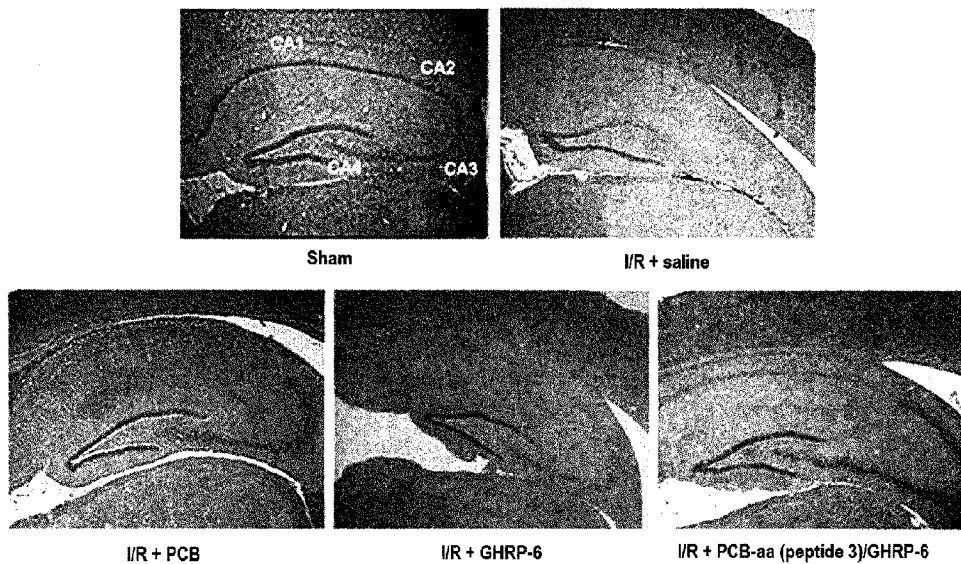 CA1
CA2
CA4
CA3
Sham
I/R + saline
I/R + PCB
I/R + GHRP-6
I/R + PCB-aa (peptide 3)/GHRP-6